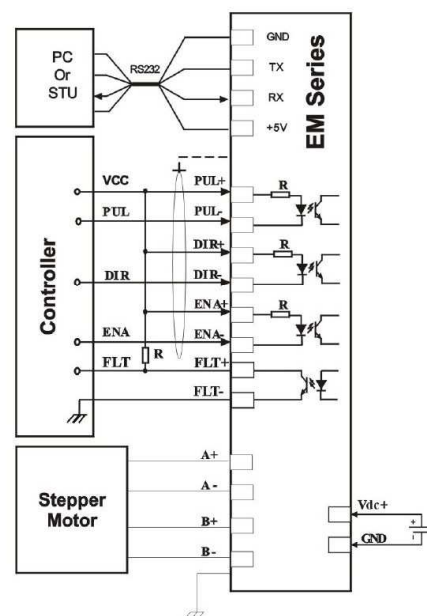 PC
Or
STU
RS232
GND
TX
RX
+5V
EM Series
Controller
VCC
PUL
DIR
ENA
FLT
R
PUL+
PUL-
DIR+
DIR-
ENA+
ENA-
FLT+
FLT-
R
R
R
Stepper
Motor
A+
A-
B+
B-
Vdc+
GND
+
-